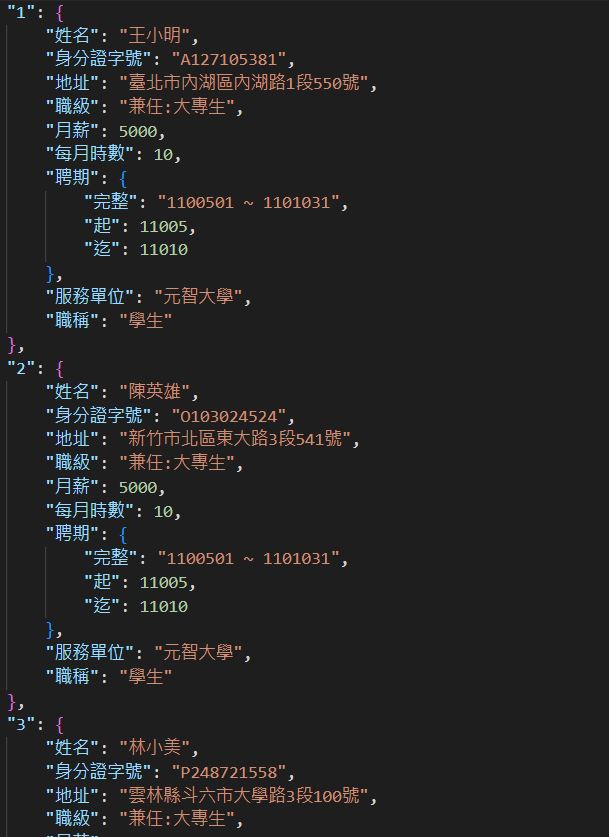 "1": {
"姓名": "王小明",
"身分證字號": "A127105381",
"地址": "臺北市內湖區內湖路1段550號",
"職級": "兼任:大專生",
"月薪": 5000,
"每月時數": 10,
"聘期": {
"完整": "1100501 ~ 1101031",
"起": 11005,
"迄": 11010
},
"服務單位": "元智大學",
"職稱": "學生"
},
"2": {
"姓名": "陳英雄",
"身分證字號": "O103024524",
"地址": "新竹市北區東大路3段541號",
"職級": "兼任:大專生",
"月薪": 5000,
"每月時數": 10,
"聘期": {
"完整": "1100501 ~ 1101031",
"起": 11005,
"迄": 11010
},
"服務單位": "元智大學",
"職稱": "學生"
},
"3": {
"姓名": "林小美",
"身分證字號": "P248721558",
"地址": "雲林縣斗六市大學路3段100號",
"職級": "兼任:大專生",